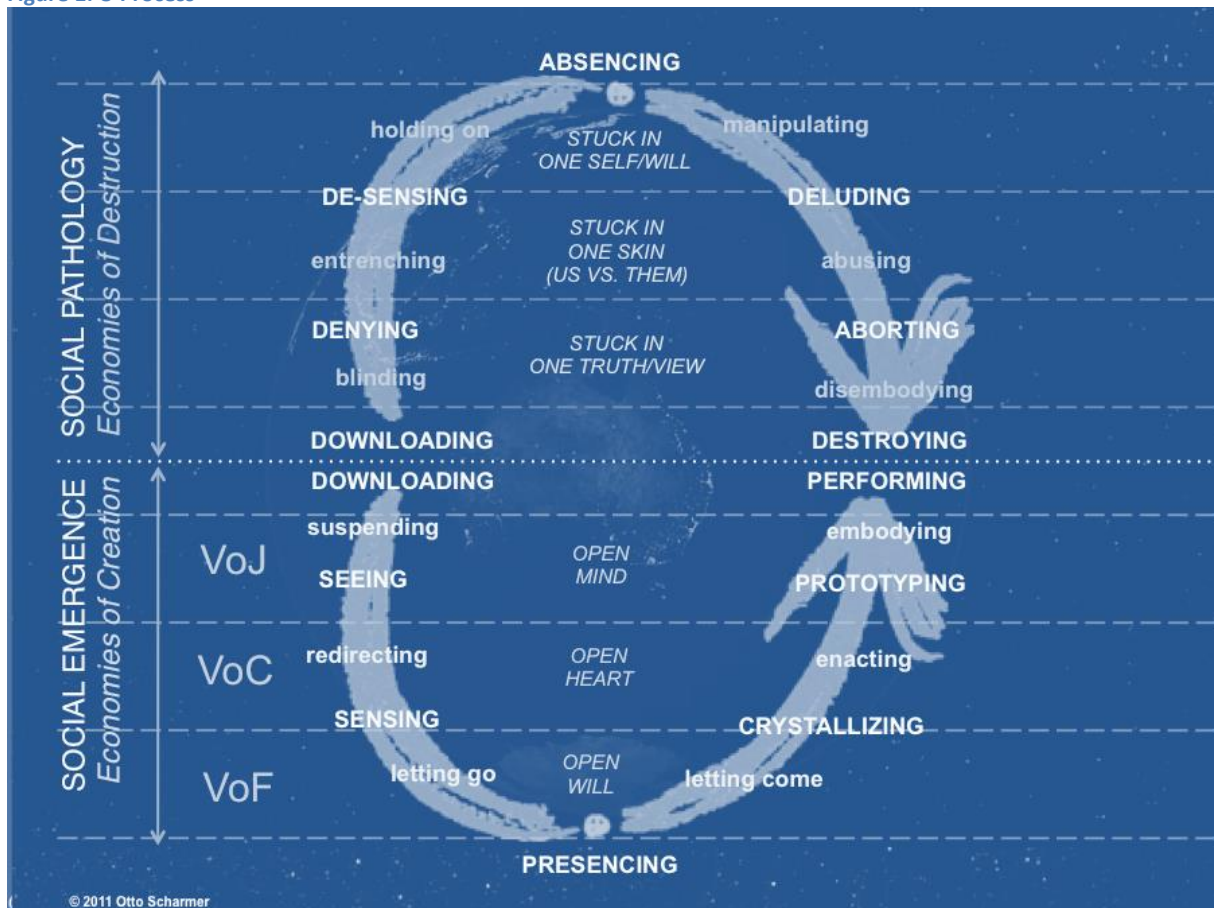 ABSENCING
holding on
manipulating
STUCK IN
ONE SELF/WILL
DE-SENSING
DELUDING
STUCK IN
ONE SKIN
(US VS. THEM)
entrenching
abusing
DENYING
ABORTING
STUCK IN
ONE TRUTH/VIEW
blinding
disembodying
DOWNLOADING
DESTROYING
SOCIAL PATHOLOGY
Economies of Destruction
DOWNLOADING
PERFORMING
suspending
embodying
VoJ
OPEN
MIND
SEEING
PROTOTYPING
redirecting
enacting
VoC
OPEN
HEART
SENSING
CRYSTALLIZING
letting go
letting come
VoF
OPEN
WILL
PRESENCING
SOCIAL EMERGENCE
Economies of Creation
© 2011 Otto Scharmer